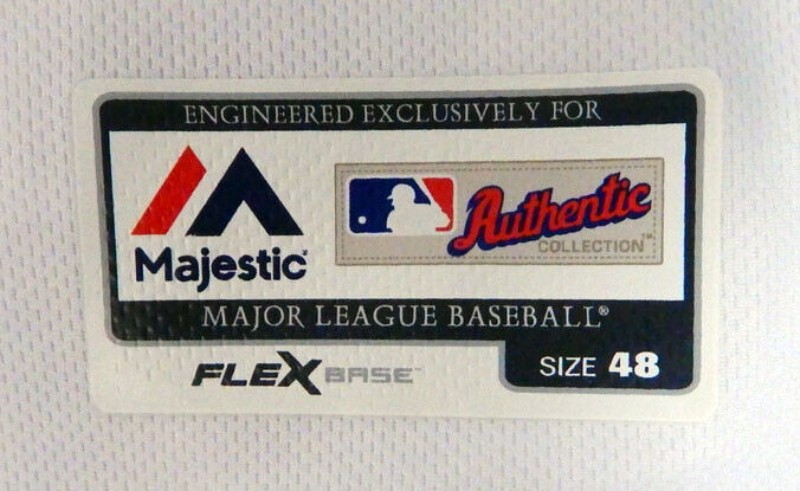 ENGINEERED EXCLUSIVELY FOR
Majestic
Authentic
COLLECTION™
MAJOR LEAGUE BASEBALL®
FLEXBASE™
SIZE 48